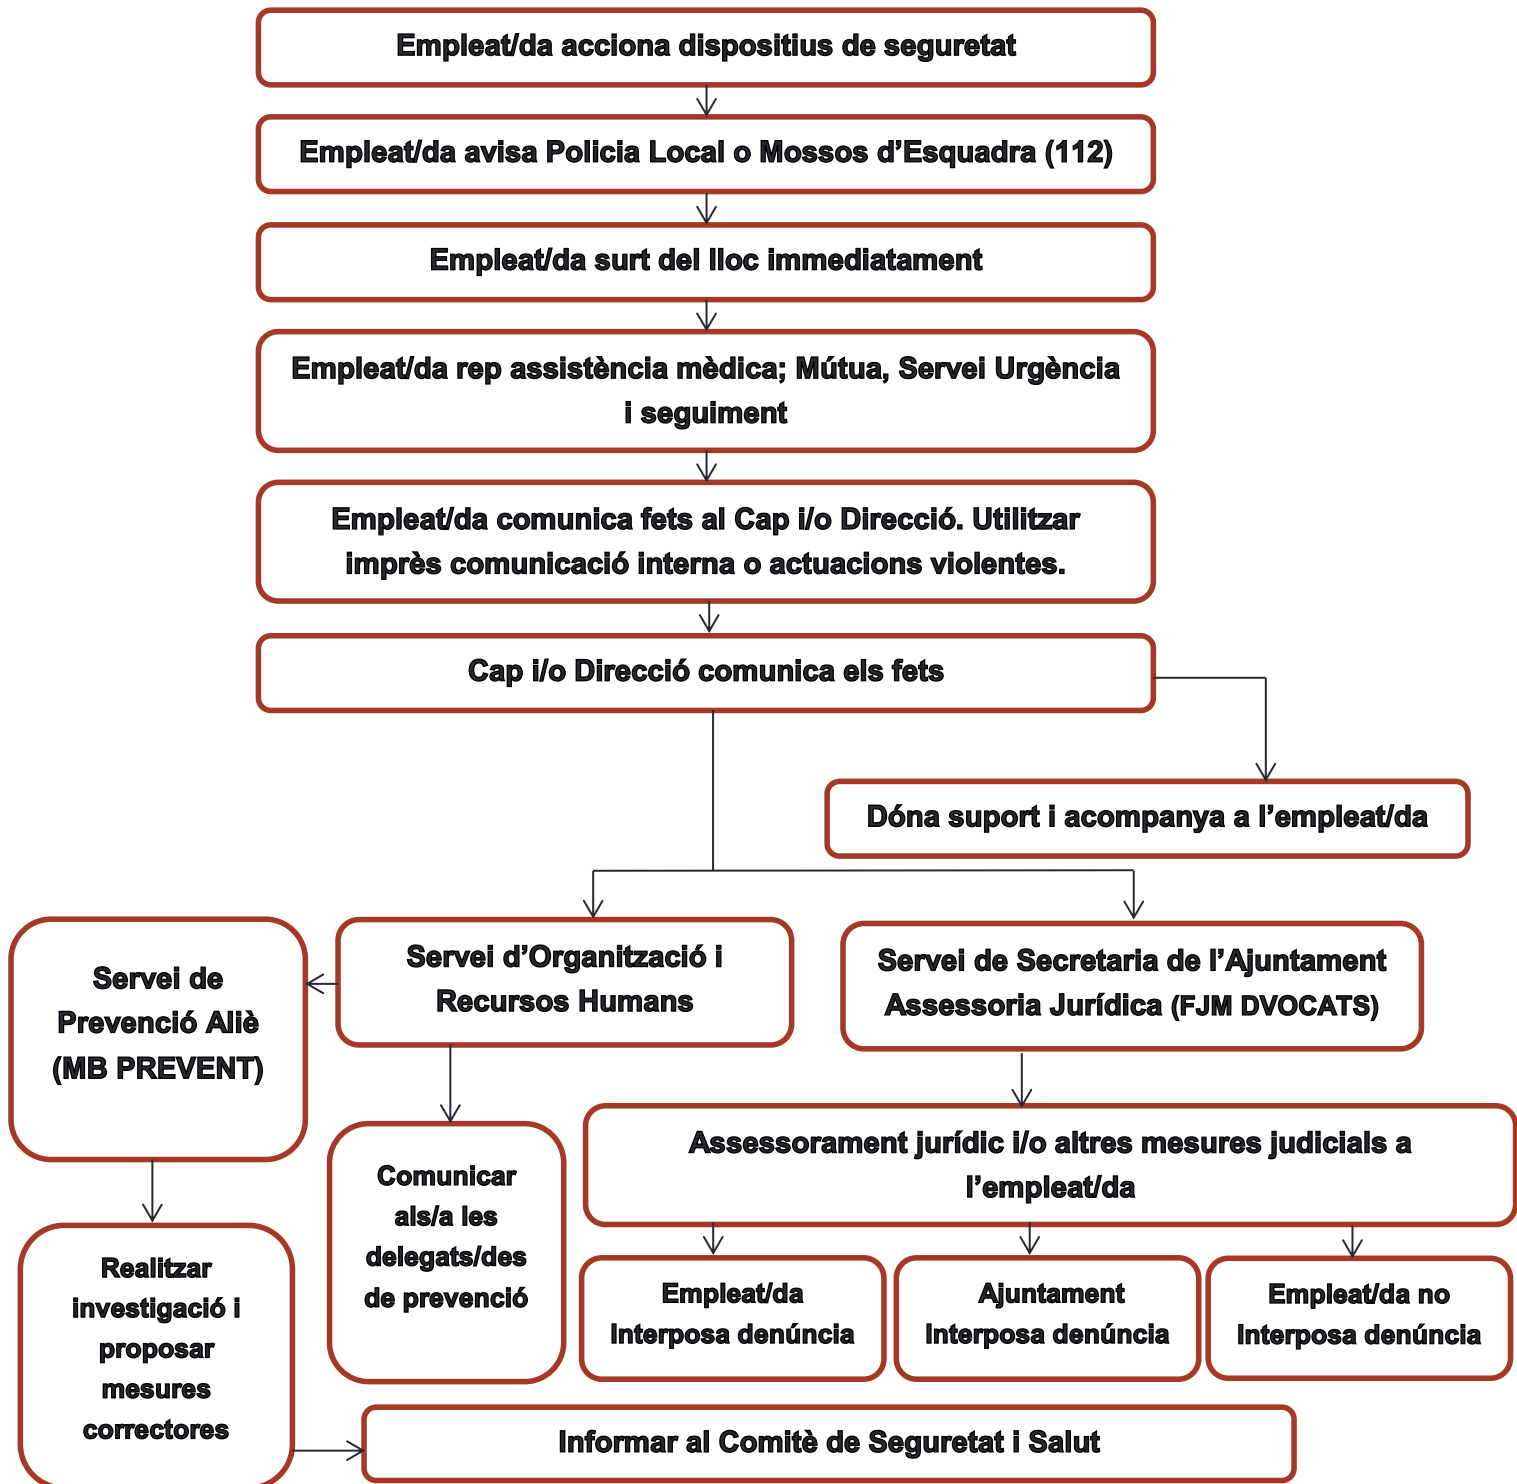 Empleat/da acciona dispositius de seguretat
Empleat/da avisa Policia Local o Mossos d’Esquadra (112)
Empleat/da surt del lloc immediatament
Empleat/da rep assistència mèdica; Mútua, Servei Urgència
i seguiment
Empleat/da comunica fets al Cap i/o Direcció. Utilitzar
imprès comunicació interna o actuacions violentes.
Cap i/o Direcció comunica els fets
Dóna suport i acompanya a l’empleat/da
Servei de
Prevenció Aliè
(MB PREVENT)
Servei d’Organització i
Recursos Humans
Servei de Secretaria de l’Ajuntament
Assessoria Jurídica (FJM DVOCATS)
Comunicar
als/a les
delegats/des
de prevenció
Assessorament jurídic i/o altres mesures judicials a
l’empleat/da
Realitzar
investigació i
proposar
mesures
correctores
Empleat/da
Interposa denúncia
Ajuntament
Interposa denúncia
Empleat/da no
Interposa denúncia
Informar al Comitè de Seguretat i Salut